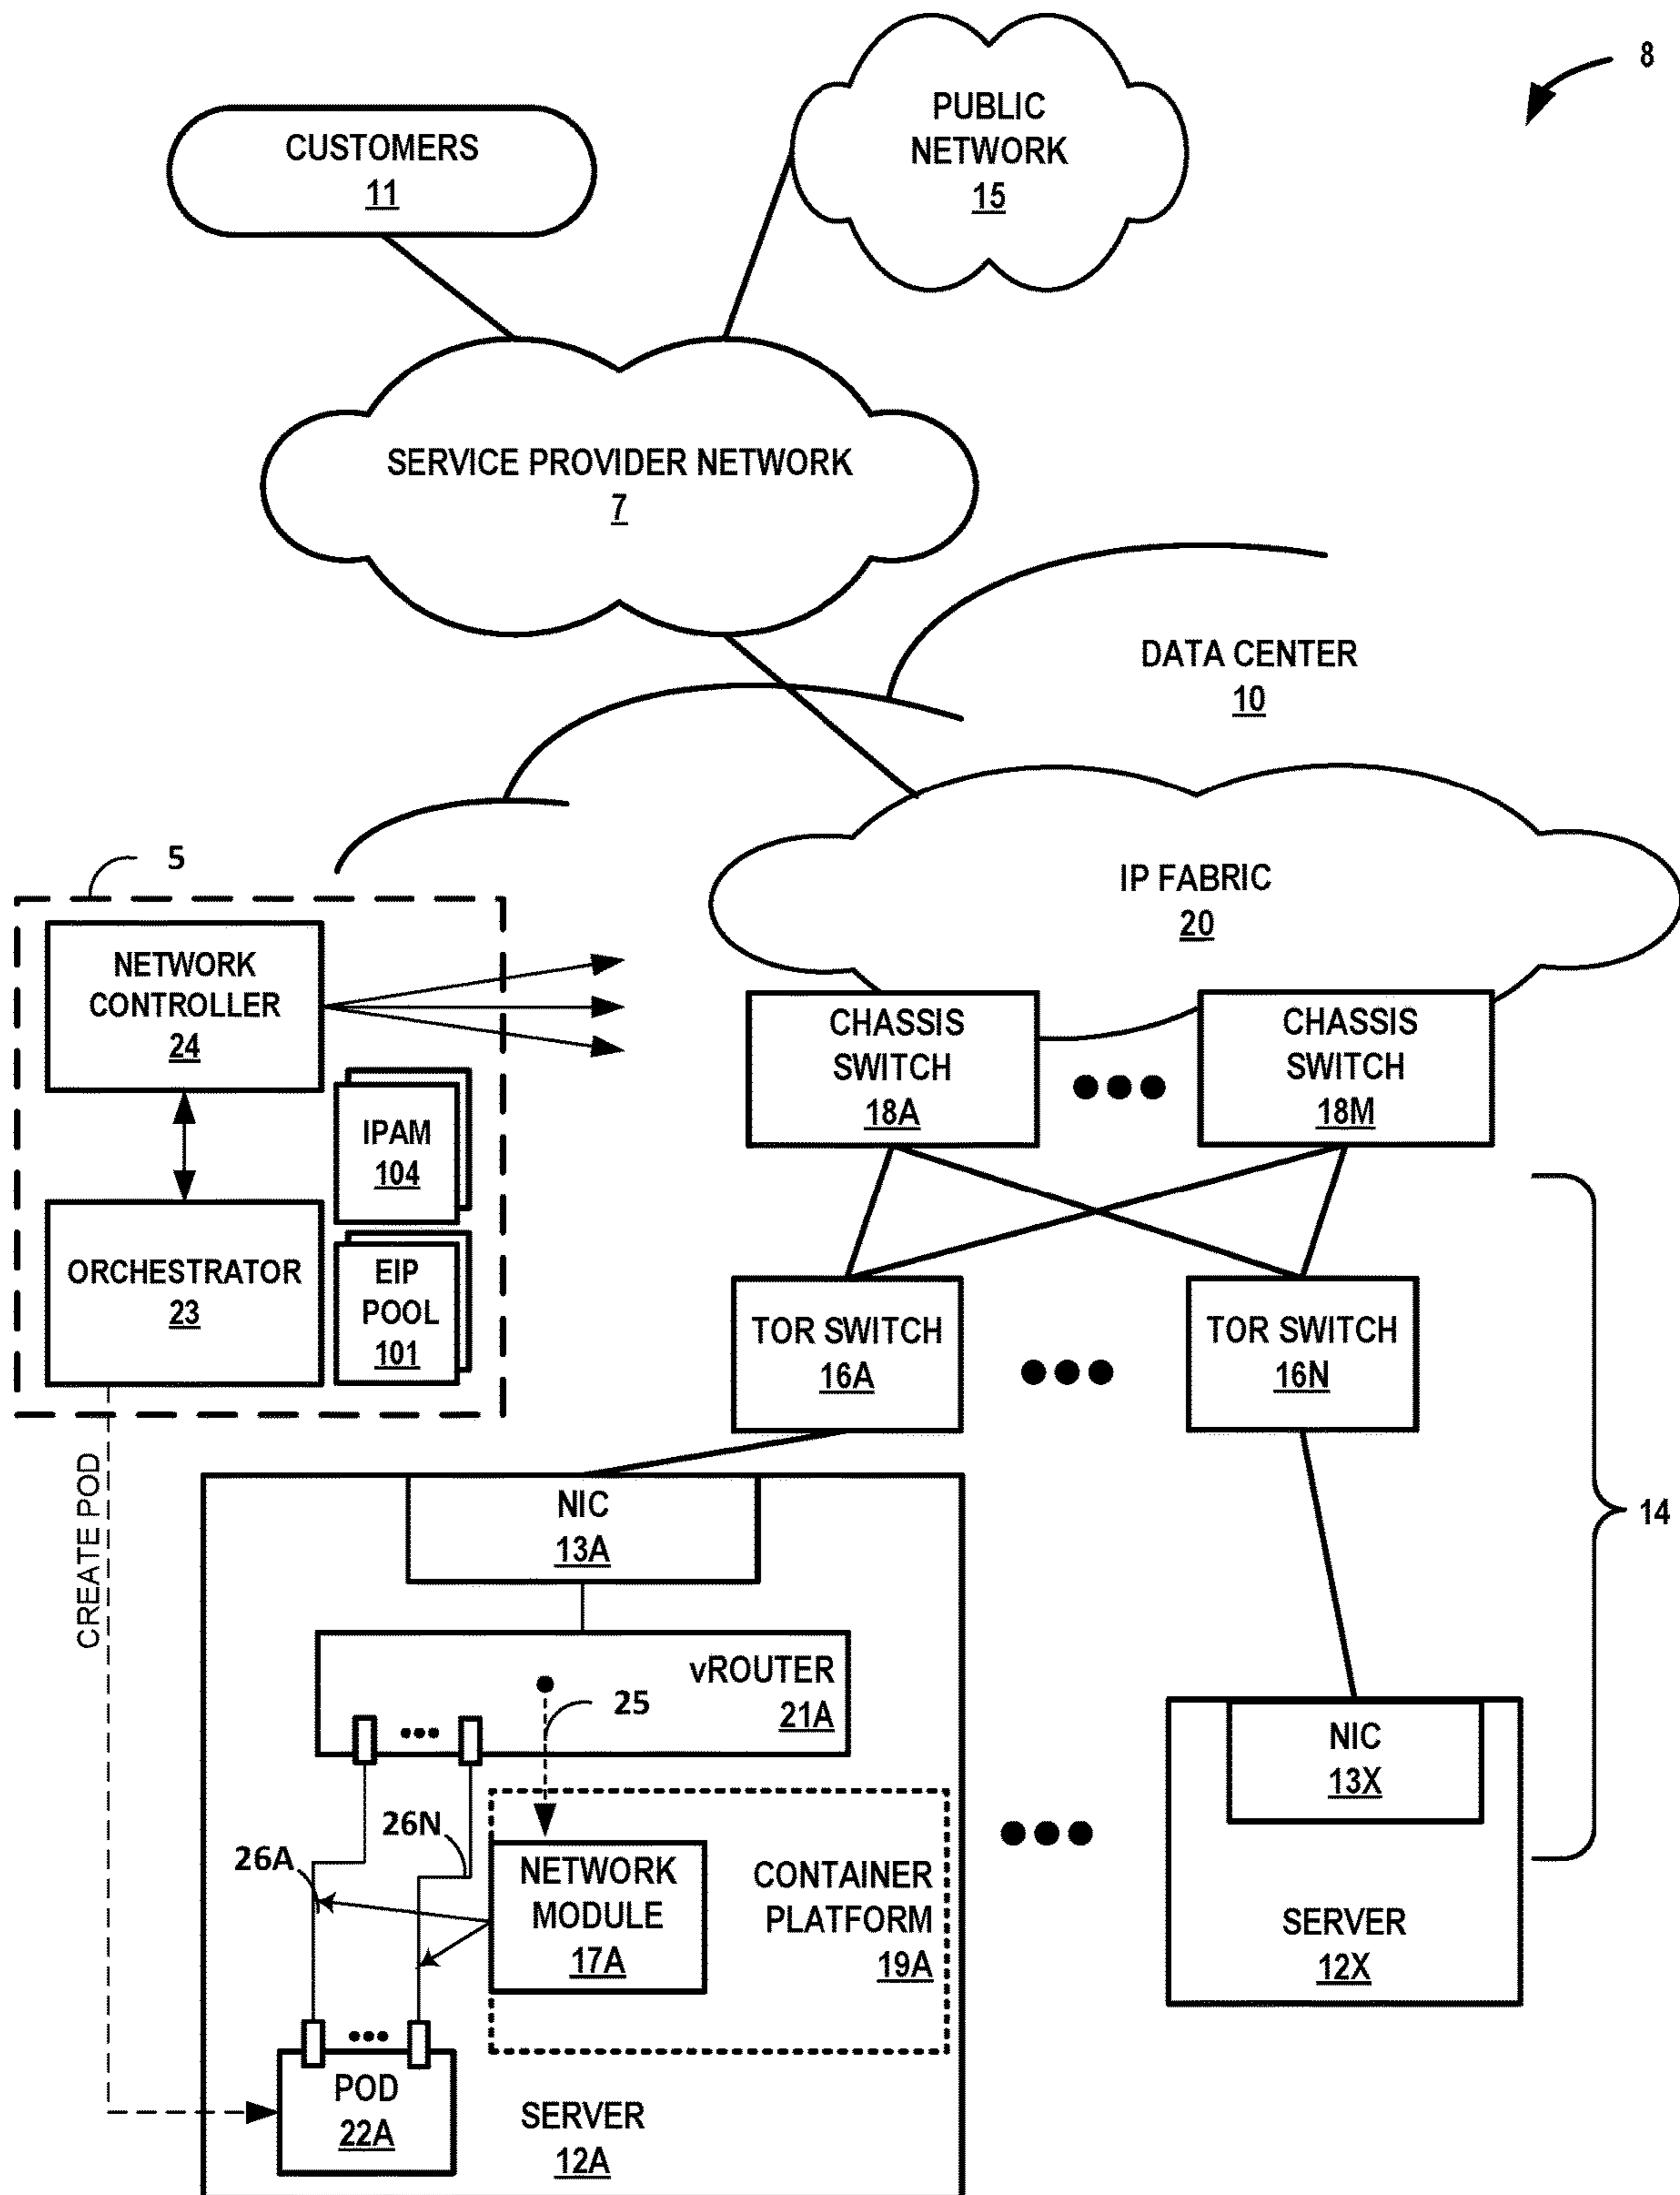 8
PUBLIC
NETWORK
15
CUSTOMERS
11
SERVICE PROVIDER NETWORK
7
DATA CENTER
10
5
IP FABRIC
20
NETWORK
CONTROLLER
24
CHASSIS
SWITCH
18A
CHASSIS
SWITCH
18M
IPAM
104
ORCHESTRATOR
23
EIP
POOL
101
TOR SWITCH
16A
TOR SWITCH
16N
CREATE POD
NIC
13A
14
vROUTER
21A
25
NIC
13X
26N
26A
NETWORK
MODULE
17A
CONTAINER
PLATFORM
19A
SERVER
12X
POD
22A
SERVER
12A